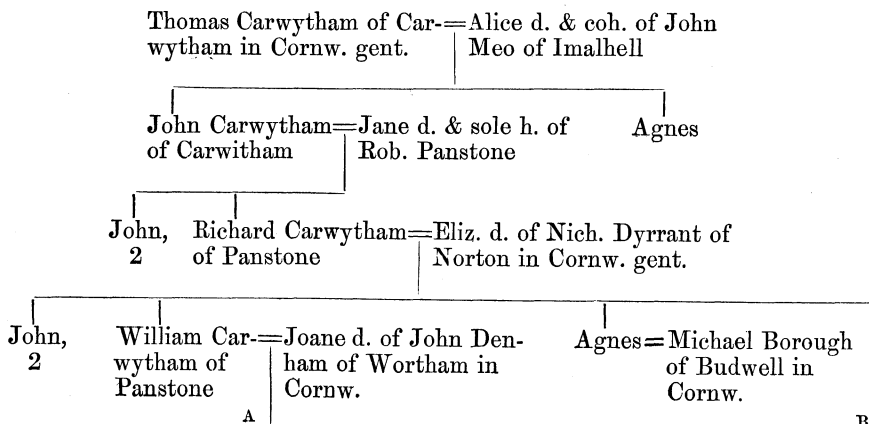 Thomas Carwytham of Car-=Alice d. & coh. of John
wytham in Cornw. gent. Meo of Imalhell
John Carwytham=Jane d. & sole h. of Agnes
of Carwitham Rob. Panstone
John, Richard Carwytham=Eliz. d. of Nich. Dyrrant of
2 of Panstone Norton in Cornw. gent.
John, William Car-=Joane d. of John Den- Agnes=Michael Borough
2 wytham of ham of Wortham in of Budwell in
Panstone Cornw. Cornw.
A B